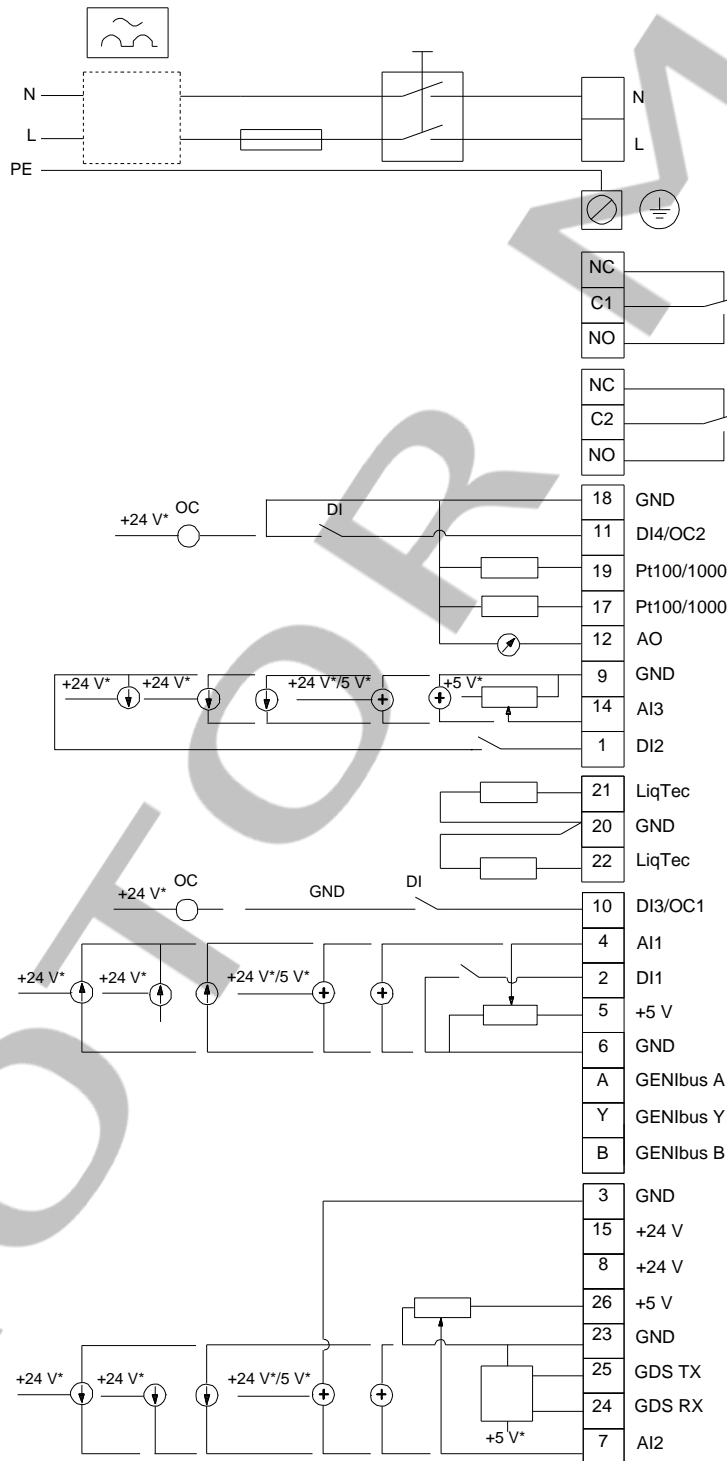 N N
L L
PE
NC
C1
NO
NC
C2
NO
18 GND
+24 V* OC DI 11 DI4/OC2
19 Pt100/1000
17 Pt100/1000
12 AO
9 GND
+24 V* +24 V* +24 V*/5 V* +5 V*
14 AI3
1 DI2
21 LiqTec
20 GND
22 LiqTec
+24 V* OC GND DI 10 DI3/OC1
4 AI1
+24 V* +24 V* +24 V*/5 V* 2 DI1
5 +5 V
6 GND
A GENIbus A
Y GENIbus Y
B GENIbus B
3 GND
15 +24 V
8 +24 V
26 +5 V
23 GND
+24 V* +24 V* +24 V*/5 V* 25 GDS TX
24 GDS RX
+5 V* 7 AI2
MOTOR